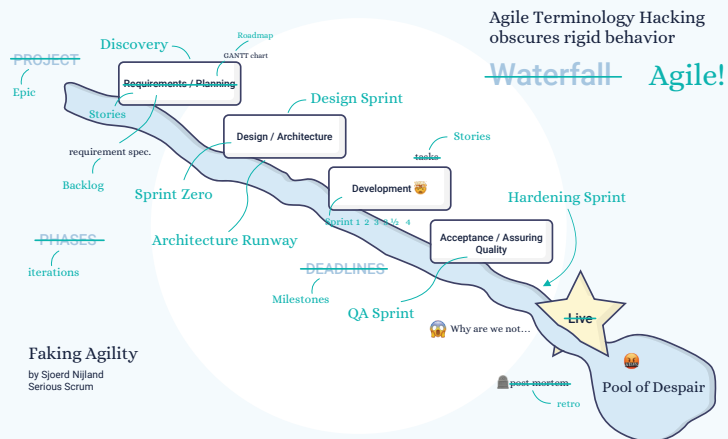 Agile Terminology Hacking
obscures rigid behavior
Waterfall
Agile!
PROJECT
Epic
Discovery
Roadmap
GANTT chart
Requirements / Planning
Stories
requirement spec.
Backlog
Design Sprint
Design / Architecture
Sprint Zero
Architecture Runway
Stories
tasks
Development 🤯
Sprint 1 2 3 3½ 4
Hardening Sprint
Acceptance / Assuring
Quality
PHASES
iterations
DEADLINES
Milestones
QA Sprint
😱 Why are we not...
Live
🤬
Pool of Despair
🪦 post mortem
retro
Faking Agility
by Sjoerd Nijland
Serious Scrum